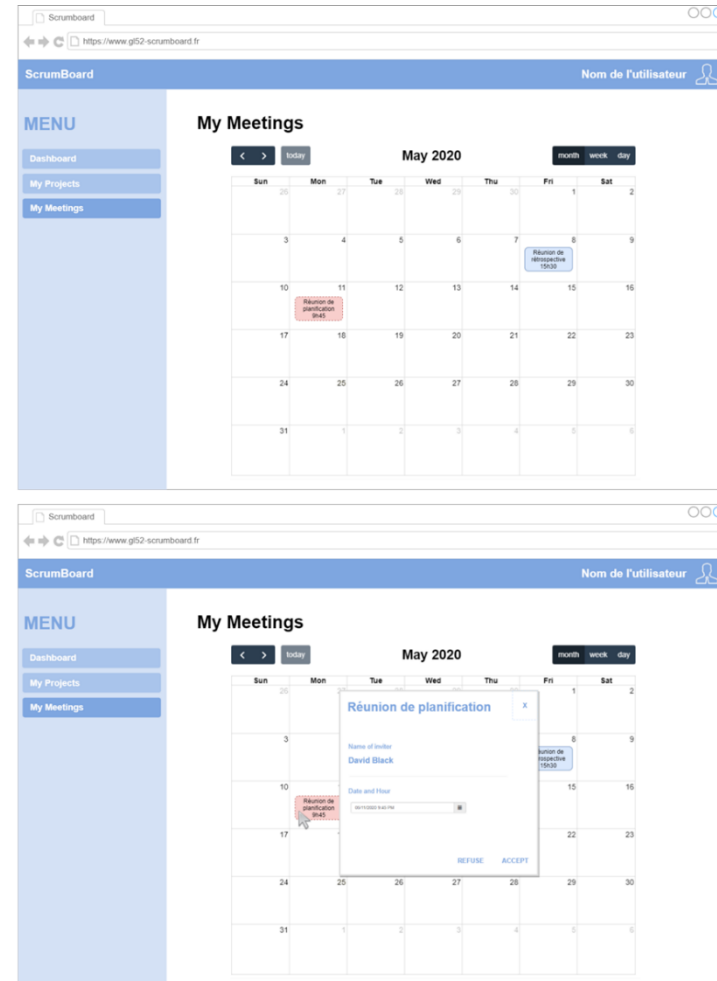 Scrumboard
https://www.gl52-scrumboard.fr
ScrumBoard Nom de l'utilisateur
MENU
Dashboard
My Projects
My Meetings
My Meetings
< > today May 2020 month week day
Sun Mon Tue Wed Thu Fri Sat
26 27 28 29 30 1 2
3 4 5 6 7 8 9
Réunion de
rétrospective
15h30
10 11 12 13 14 15 16
Réunion de
planification
9h45
17 18 19 20 21 22 23
24 25 26 27 28 29 30
31 1 2 3 4 5 6
Scrumboard
https://www.gl52-scrumboard.fr
ScrumBoard Nom de l'utilisateur
MENU
Dashboard
My Projects
My Meetings
My Meetings
< > today May 2020 month week day
Sun Mon Tue Wed Thu Fri Sat
26 1 2
Réunion de planification X
Name of inviter
David Black
Date and Hour
REFUSE ACCEPT
3 8 9
15h30
10 15 16
Réunion de
planification
9h45
17 22 23
24 25 26 27 28 29 30
31 1 2 3 4 5 6